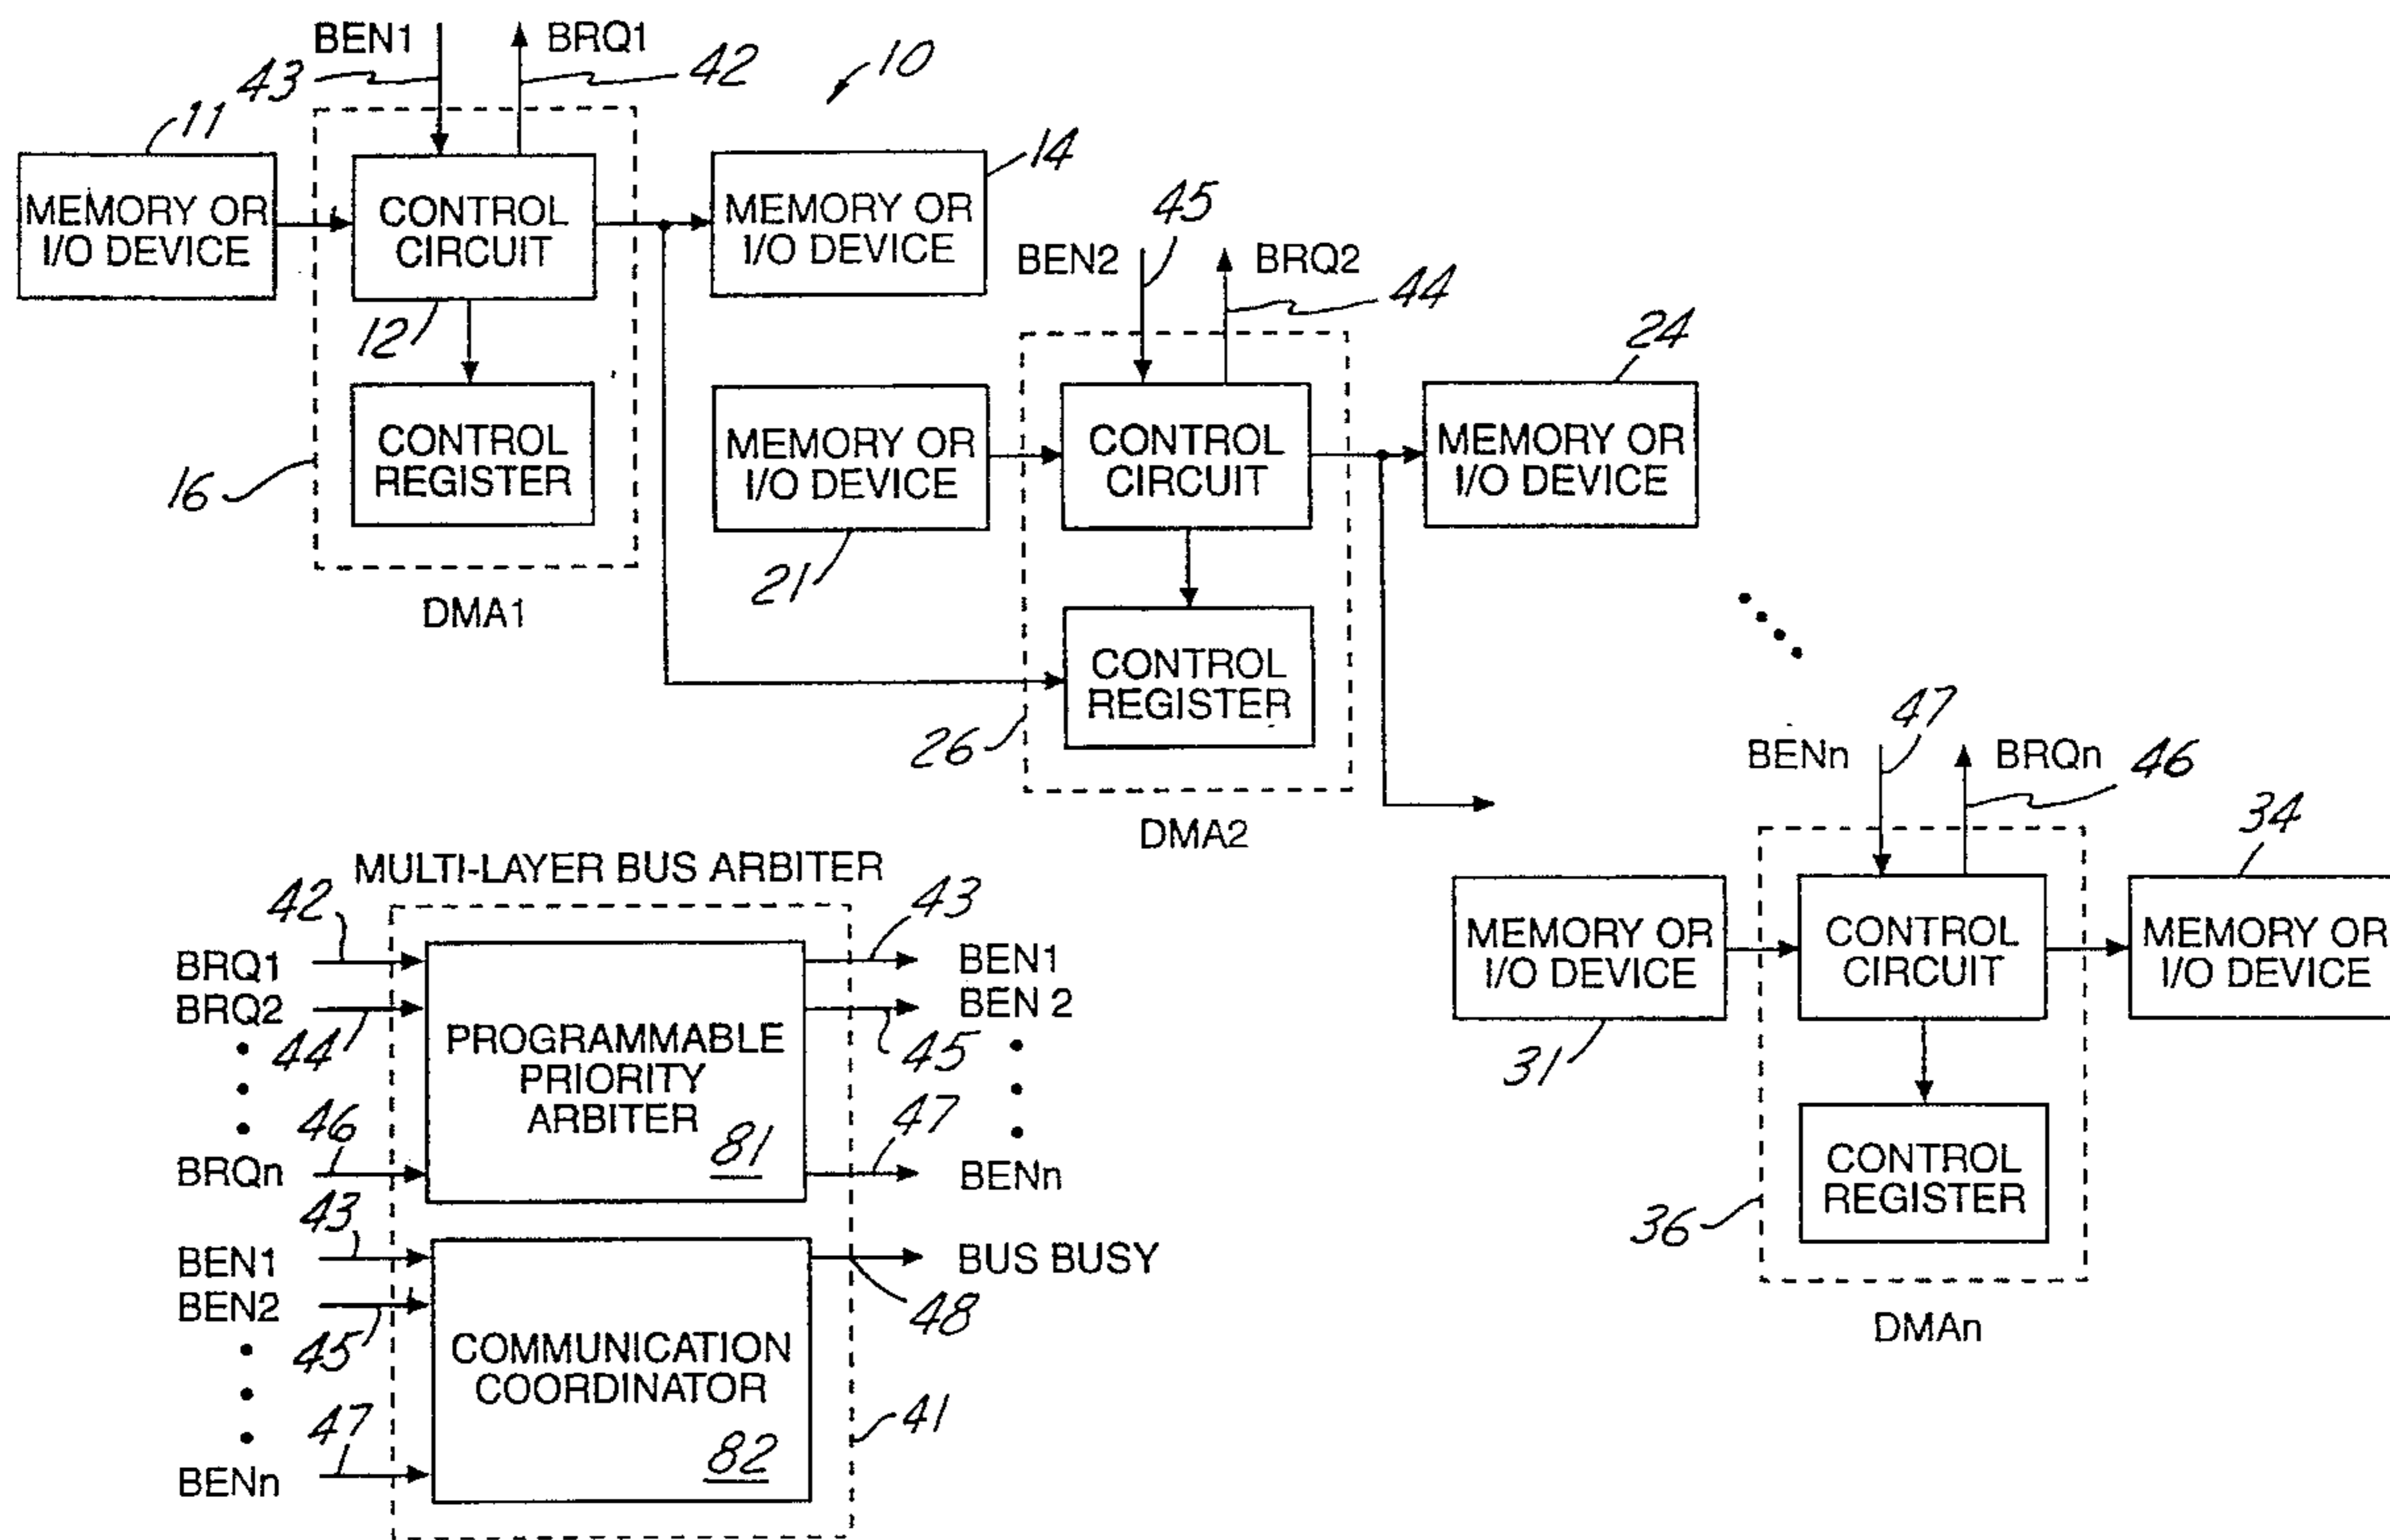 BEN1
BRQ1
43
42
10
11
MEMORY OR
I/O DEVICE
CONTROL
CIRCUIT
12
MEMORY OR
I/O DEVICE
14
CONTROL
REGISTER
16
DMA1
BEN2
BRQ2
45
44
MEMORY OR
I/O DEVICE
21
CONTROL
CIRCUIT
MEMORY OR
I/O DEVICE
24
CONTROL
REGISTER
26
DMA2
BENn
BRQn
47
46
MEMORY OR
I/O DEVICE
31
CONTROL
CIRCUIT
MEMORY OR
I/O DEVICE
34
CONTROL
REGISTER
36
DMAn
MULTI-LAYER BUS ARBITER
42
BRQ1
BRQ2
44
46
BRQn
PROGRAMMABLE
PRIORITY
ARBITER
81
43
BEN1
BEN 2
45
47
BENn
43
BEN1
BEN2
45
47
BENn
COMMUNICATION
COORDINATOR
82
BUS BUSY
48
41